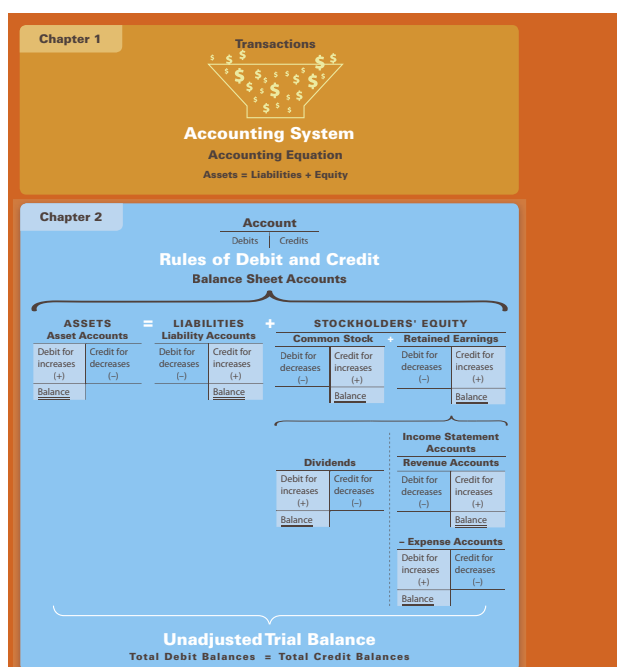 Chapter 1
Transactions
$ $ $ $ $
$ $ $ $ $ $ $ $
$ $ $ $ $
$ $ $ $
Accounting System
Accounting Equation
Assets = Liabilities + Equity
Chapter 2
Account
Debits Credits
Rules of Debit and Credit
Balance Sheet Accounts
ASSETS = LIABILITIES + STOCKHOLDERS' EQUITY
Asset Accounts Liability Accounts Common Stock + Retained Earnings
Debit for Credit for Debit for Credit for Debit for Credit for Debit for Credit for
increases decreases decreases increases decreases increases decreases increases
(+) (–) (–) (+) (–) (+) (–) (+)
Balance Balance Balance Balance
Income Statement
Accounts
Dividends Revenue Accounts
Debit for Credit for Debit for Credit for
increases decreases decreases increases
(+) (–) (–) (+)
Balance Balance
– Expense Accounts
Debit for Credit for
increases decreases
(+) (–)
Balance
Unadjusted Trial Balance
Total Debit Balances = Total Credit Balances